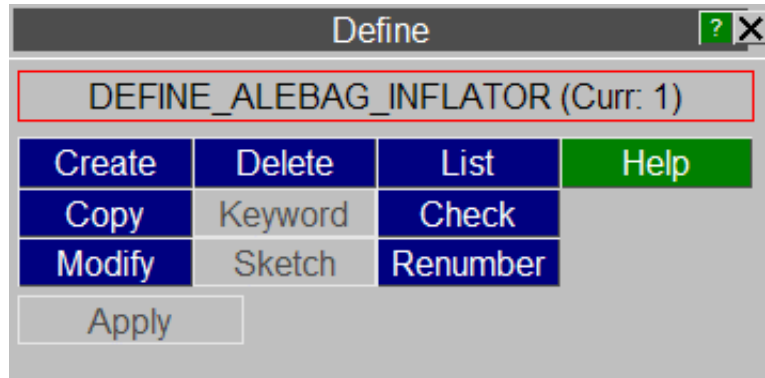 Define ? X
DEFINE_ALEBAG_INFLATOR (Curr: 1)
Create Delete List Help
Copy Keyword Check
Modify Sketch Renumber
Apply